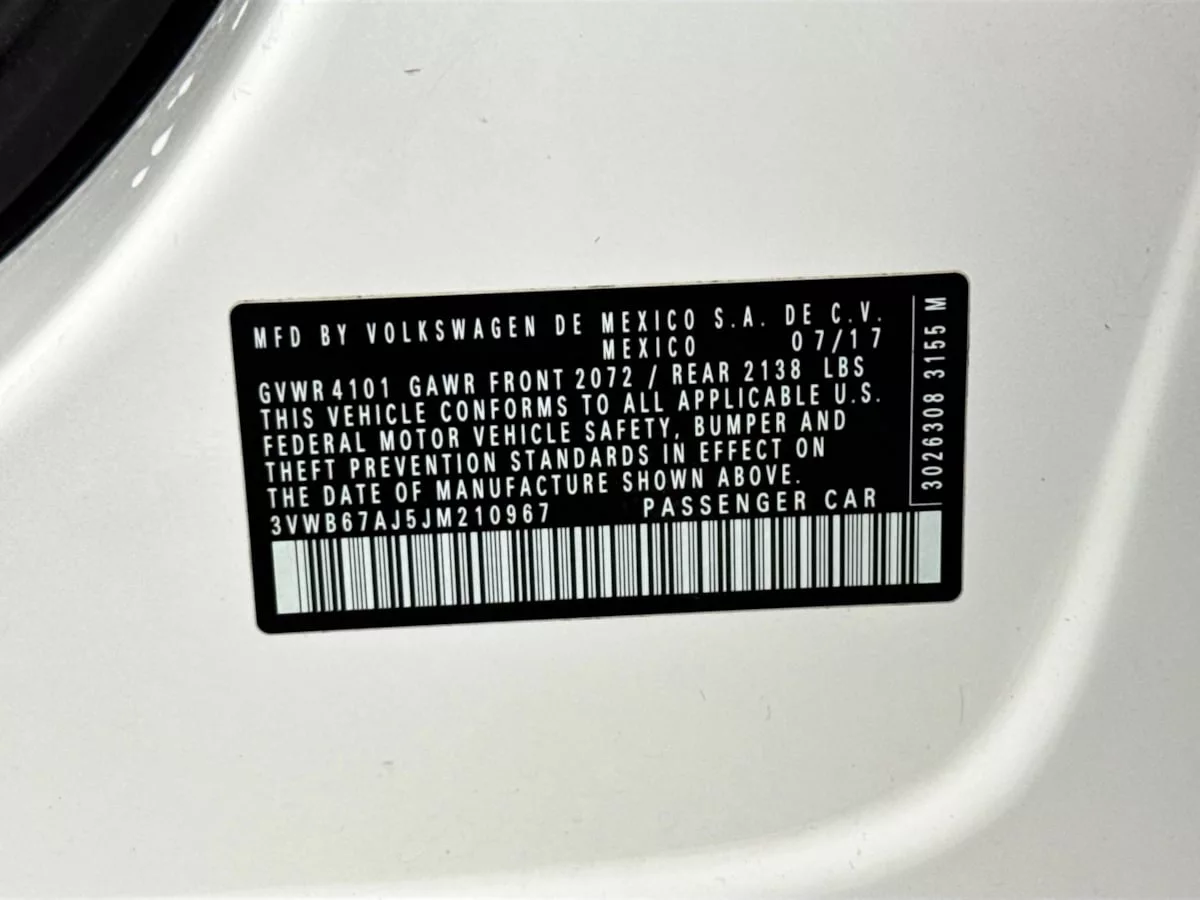 MFD BY VOLKSWAGEN DE MEXICO S.A. DE C.V.
MEXICO 07/17
GVWR 4101 GAWR FRONT 2072 / REAR 2138 LBS
THIS VEHICLE CONFORMS TO ALL APPLICABLE U.S.
FEDERAL MOTOR VEHICLE SAFETY, BUMPER AND
THEFT PREVENTION STANDARDS IN EFFECT ON
THE DATE OF MANUFACTURE SHOWN ABOVE.
3VWB67AJ5JM210967 PASSENGER CAR
3026308 3155 M